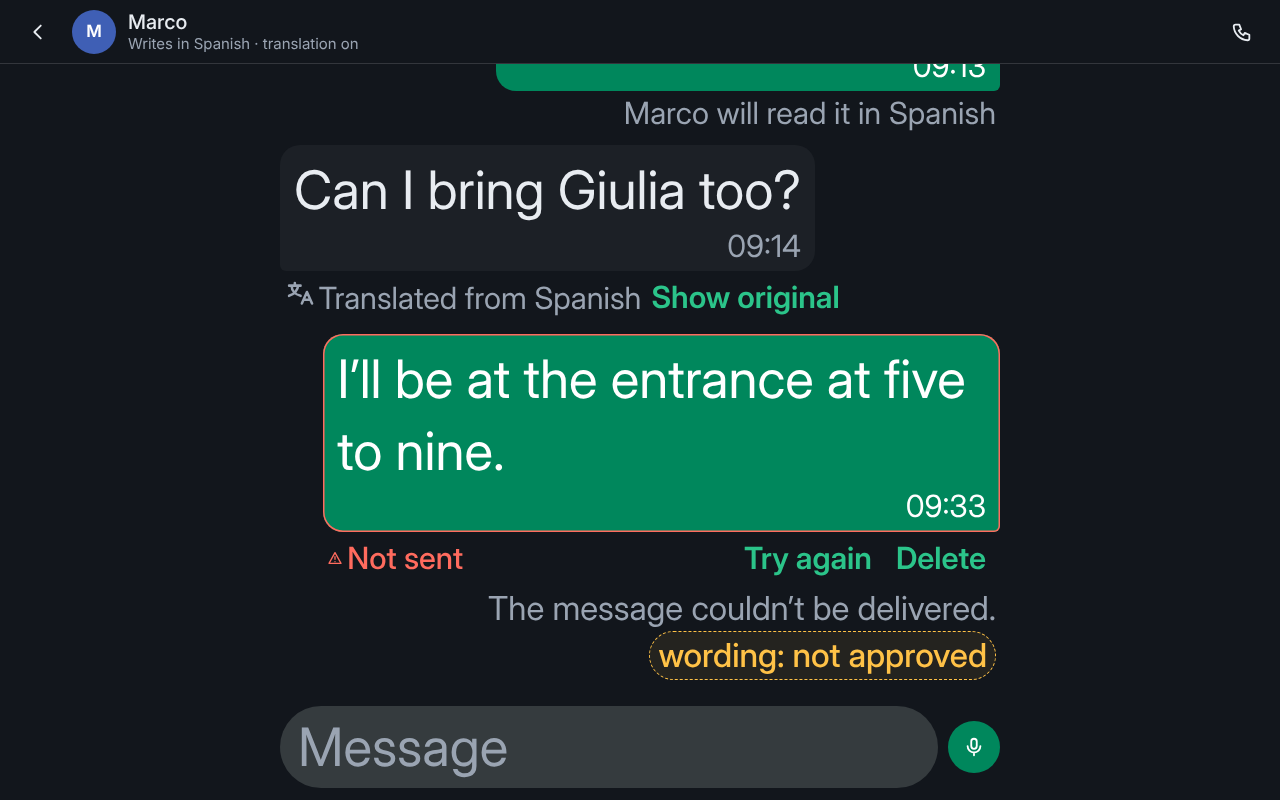 M
Marco
Writes in Spanish · translation on
09:13
Marco will read it in Spanish
Can I bring Giulia too?
09:14
Translated from Spanish Show original
I’ll be at the entrance at five
to nine.
09:33
Not sent Try again Delete
The message couldn’t be delivered.
wording: not approved
Message